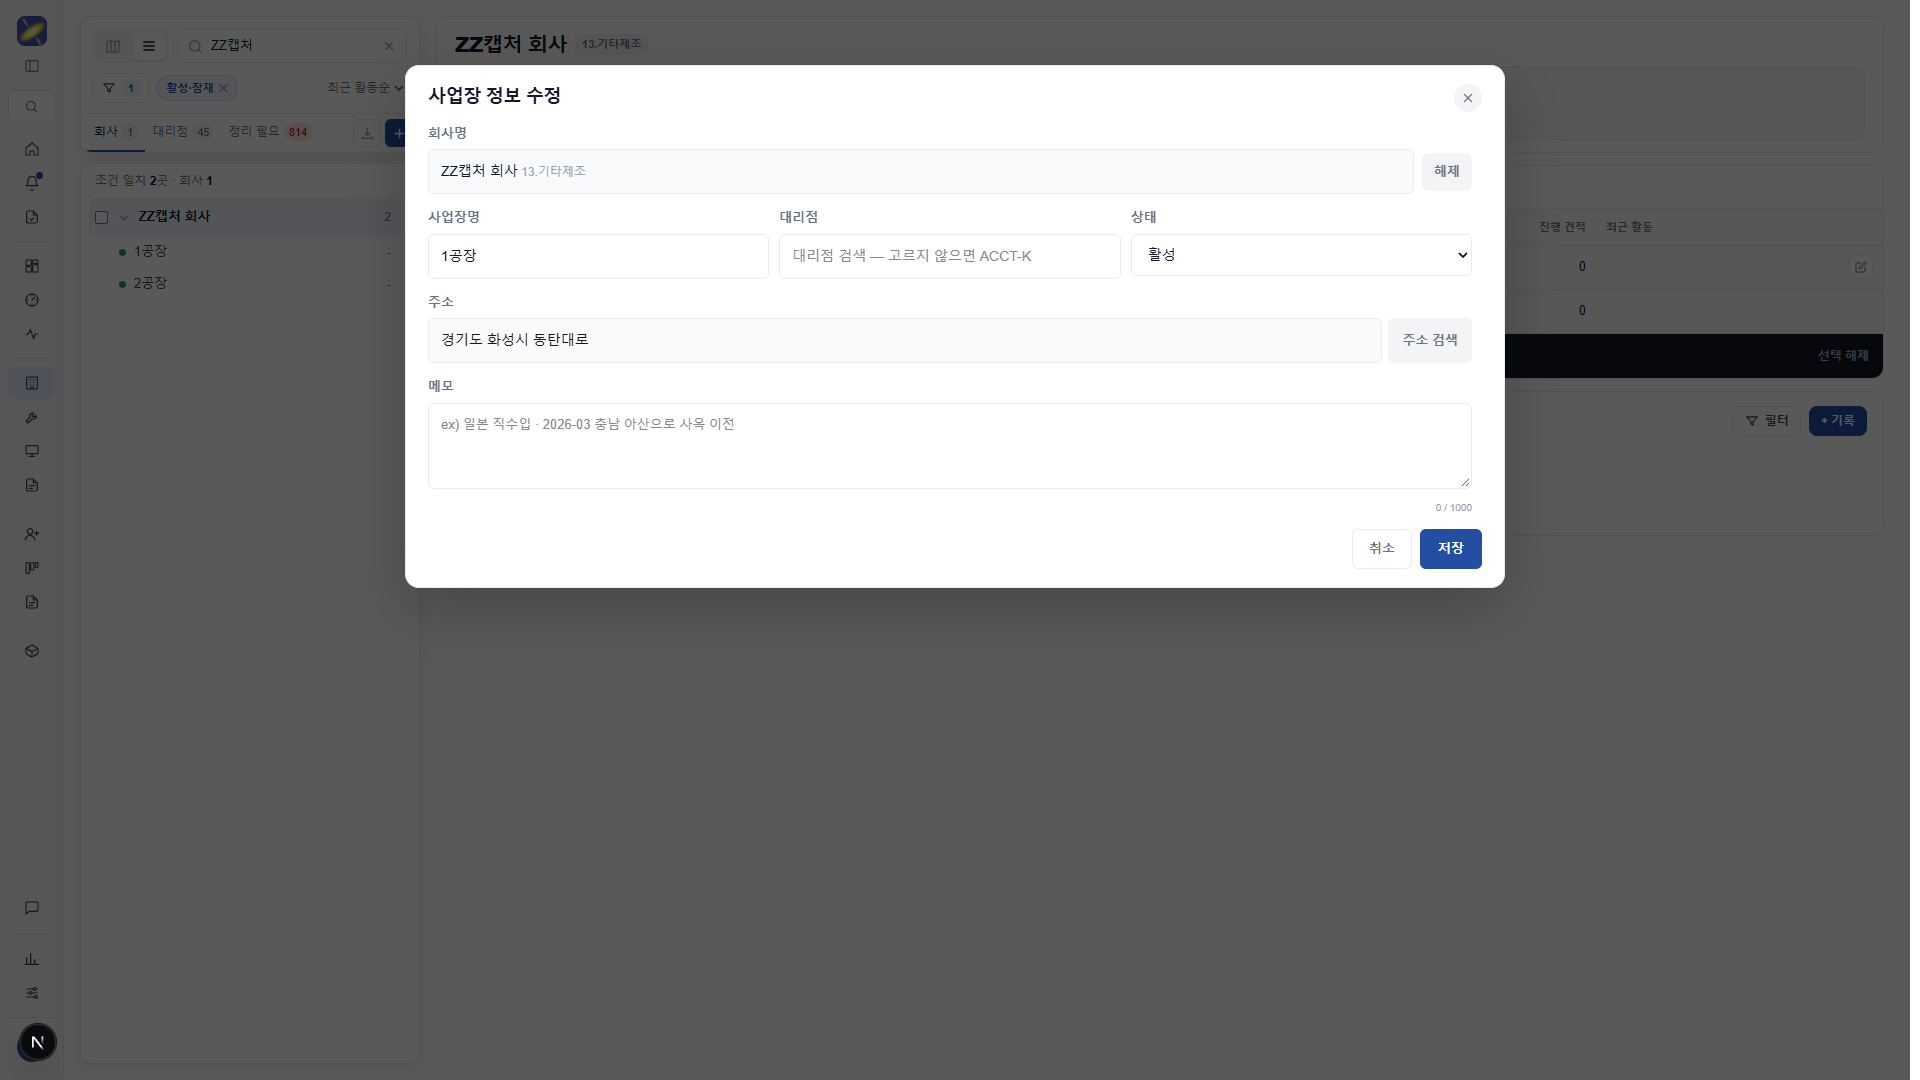 ZZ캡처
1
활성·잠재
최근 활동순
회사 1
대리점 45
정리 필요 814
조건 일치 2곳 · 회사 1
ZZ캡처 회사 2
1공장 -
2공장 -
ZZ캡처 회사 13.기타제조
사업장 정보 수정
회사명
ZZ캡처 회사 13.기타제조
해제
사업장명
대리점
상태
1공장
대리점 검색 — 고르지 않으면 ACCT-K
활성
주소
경기도 화성시 동탄대로
주소 검색
메모
ex) 일본 직수입 · 2026-03 충남 아산으로 사옥 이전
0 / 1000
취소
저장
진행 견적
최근 활동
0 -
0 -
선택 해제
필터
+ 기록
N